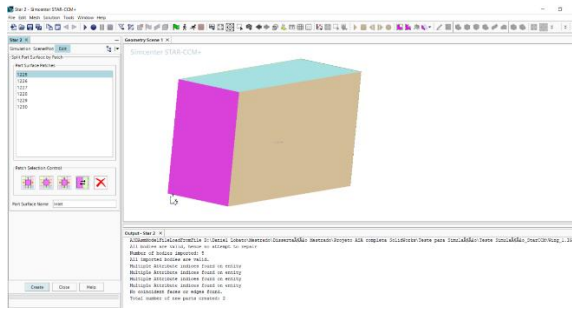 Star 2 - Simcenter STAR-CCM+
File Edit Mesh Solution Tools Window Help
Star 2 ×
Geometry Scene 1 ×
Simulation Scene/Plot Edit
Simcenter STAR-CCM+
Split Part Surface by Patch
Part Surface Patches
1225
1226
1227
1228
1229
1230
Patch Selection Control
Part Surface Name inlet
Create Close Help
Output - Star 2 ×
All bodies are valid, hence no attempt to repair
Number of bodies imported: 5
All imported bodies are valid.
Multiple Attribute indices found on entity
Multiple Attribute indices found on entity
Multiple Attribute indices found on entity
Multiple Attribute indices found on entity
No coincident faces or edges found.
Total number of new parts created: 2